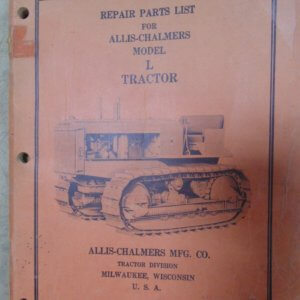 REPAIR PARTS LIST
FOR
ALLIS-CHALMERS
MODEL
L
TRACTOR
ALLIS-CHALMERS MFG. CO.
TRACTOR DIVISION
MILWAUKEE, WISCONSIN
U. S. A.